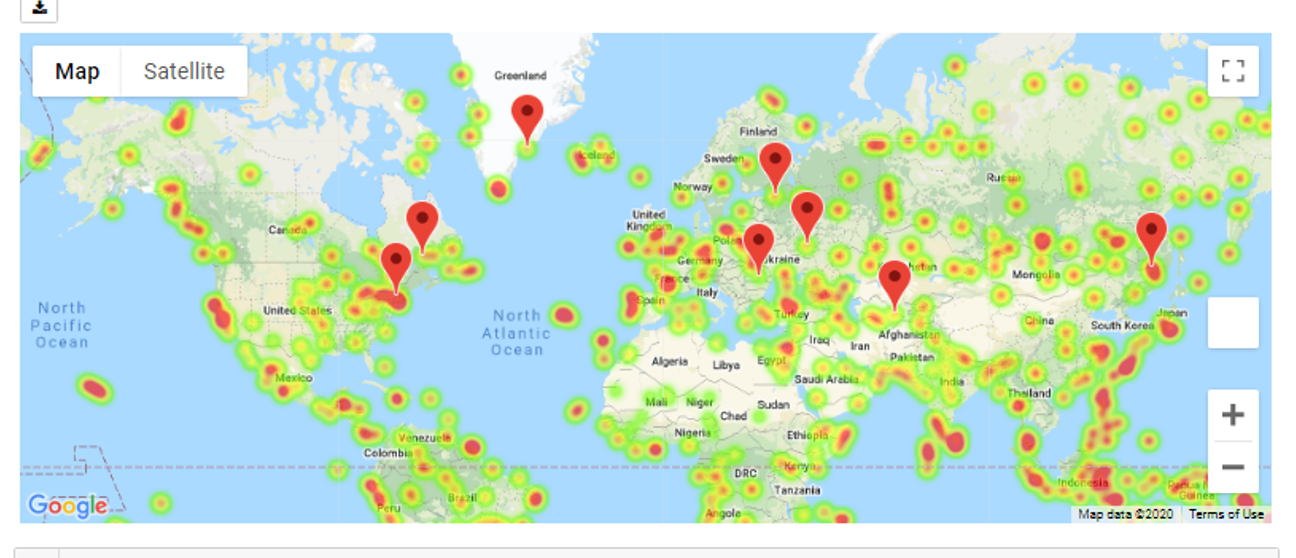 Map
Satellite
Greenland
Finland
Iceland
Sweden
Russia
Norway
United
Kingdom
Canada
Poland
Ukraine
Germany
France
Mongolia
Italy
North
Pacific
Ocean
United States
Spain
North
Atlantic
Ocean
Turkey
Japan
China
South Korea
Afghanistan
Iraq
Iran
Algeria
Libya
Egypt
Pakistan
Mexico
Saudi Arabia
India
Thailand
Mali
Niger
Sudan
Chad
Nigeria
Ethiopia
Venezuela
Colombia
DRC
Kenya
Tanzania
Indonesia
Papua New
Guinea
Brazil
Peru
Angola
Google
Map data ©2020
Terms of Use